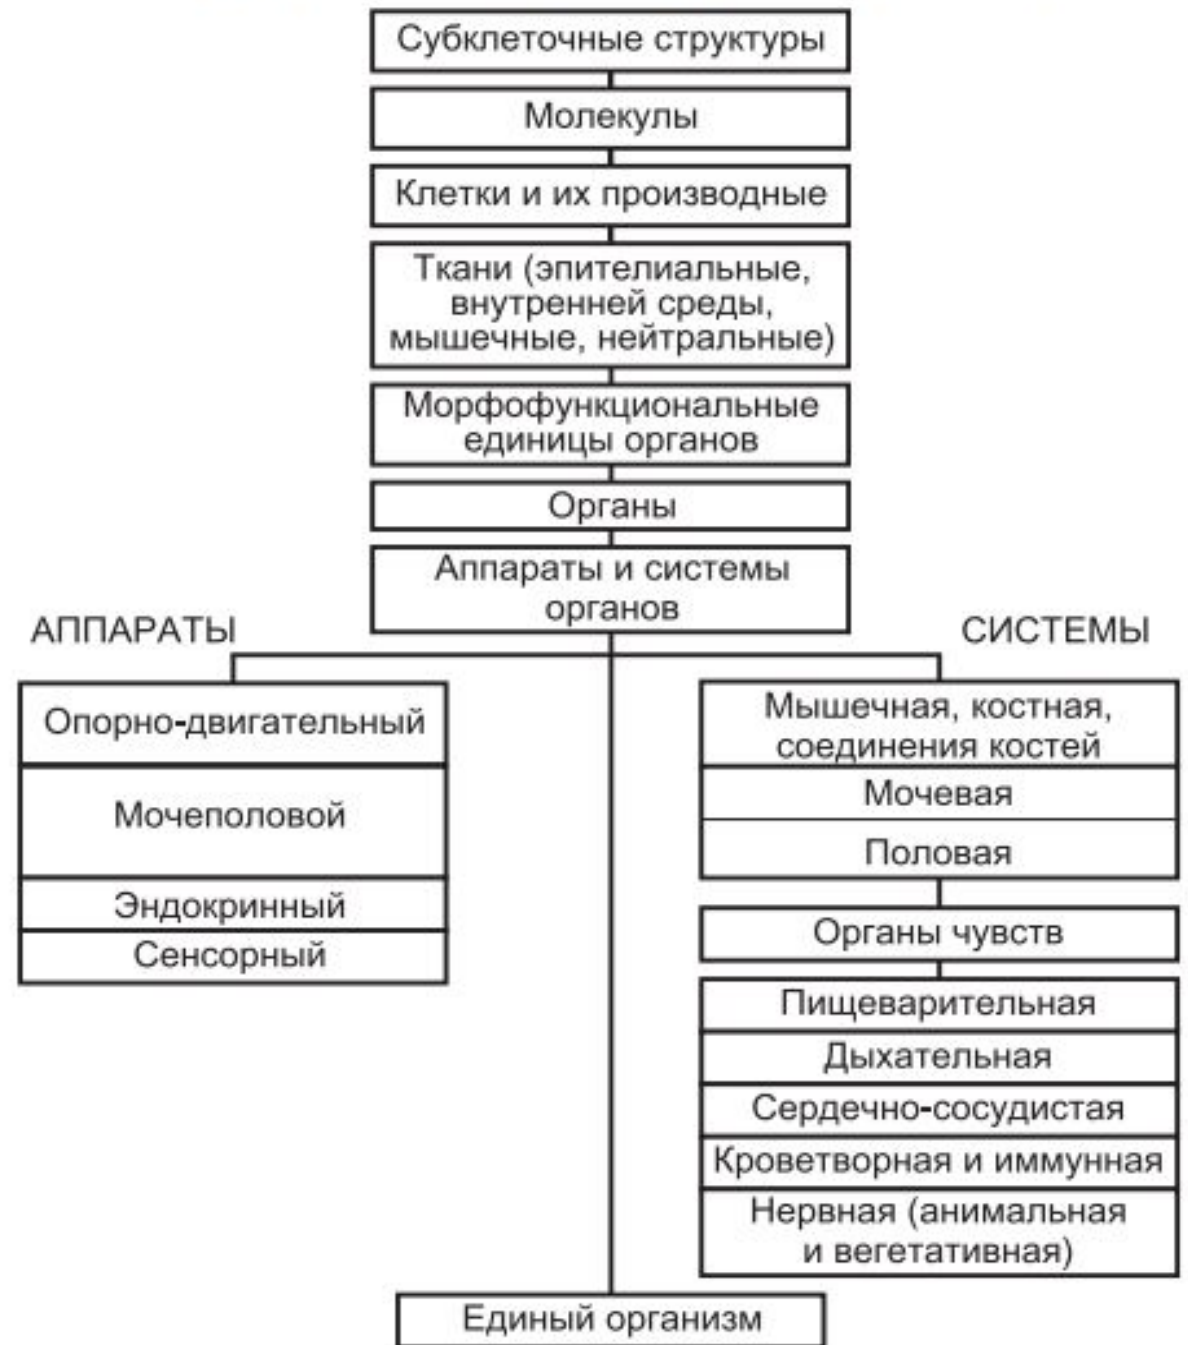 Субклеточные структуры
Молекулы
Клетки и их производные
Ткани (эпителиальные,
внутренней среды,
мышечные, нейтральные)
Морфофункциональные
единицы органов
Органы
Аппараты и системы
органов
АППАРАТЫ
Опорно-двигательный
Мочеполовой
Эндокринный
Сенсорный
СИСТЕМЫ
Мышечная, костная,
соединения костей
Мочевая
Половая
Органы чувств
Пищеварительная
Дыхательная
Сердечно-сосудистая
Кроветворная и иммунная
Нервная (анимальная
и вегетативная)
Единый организм